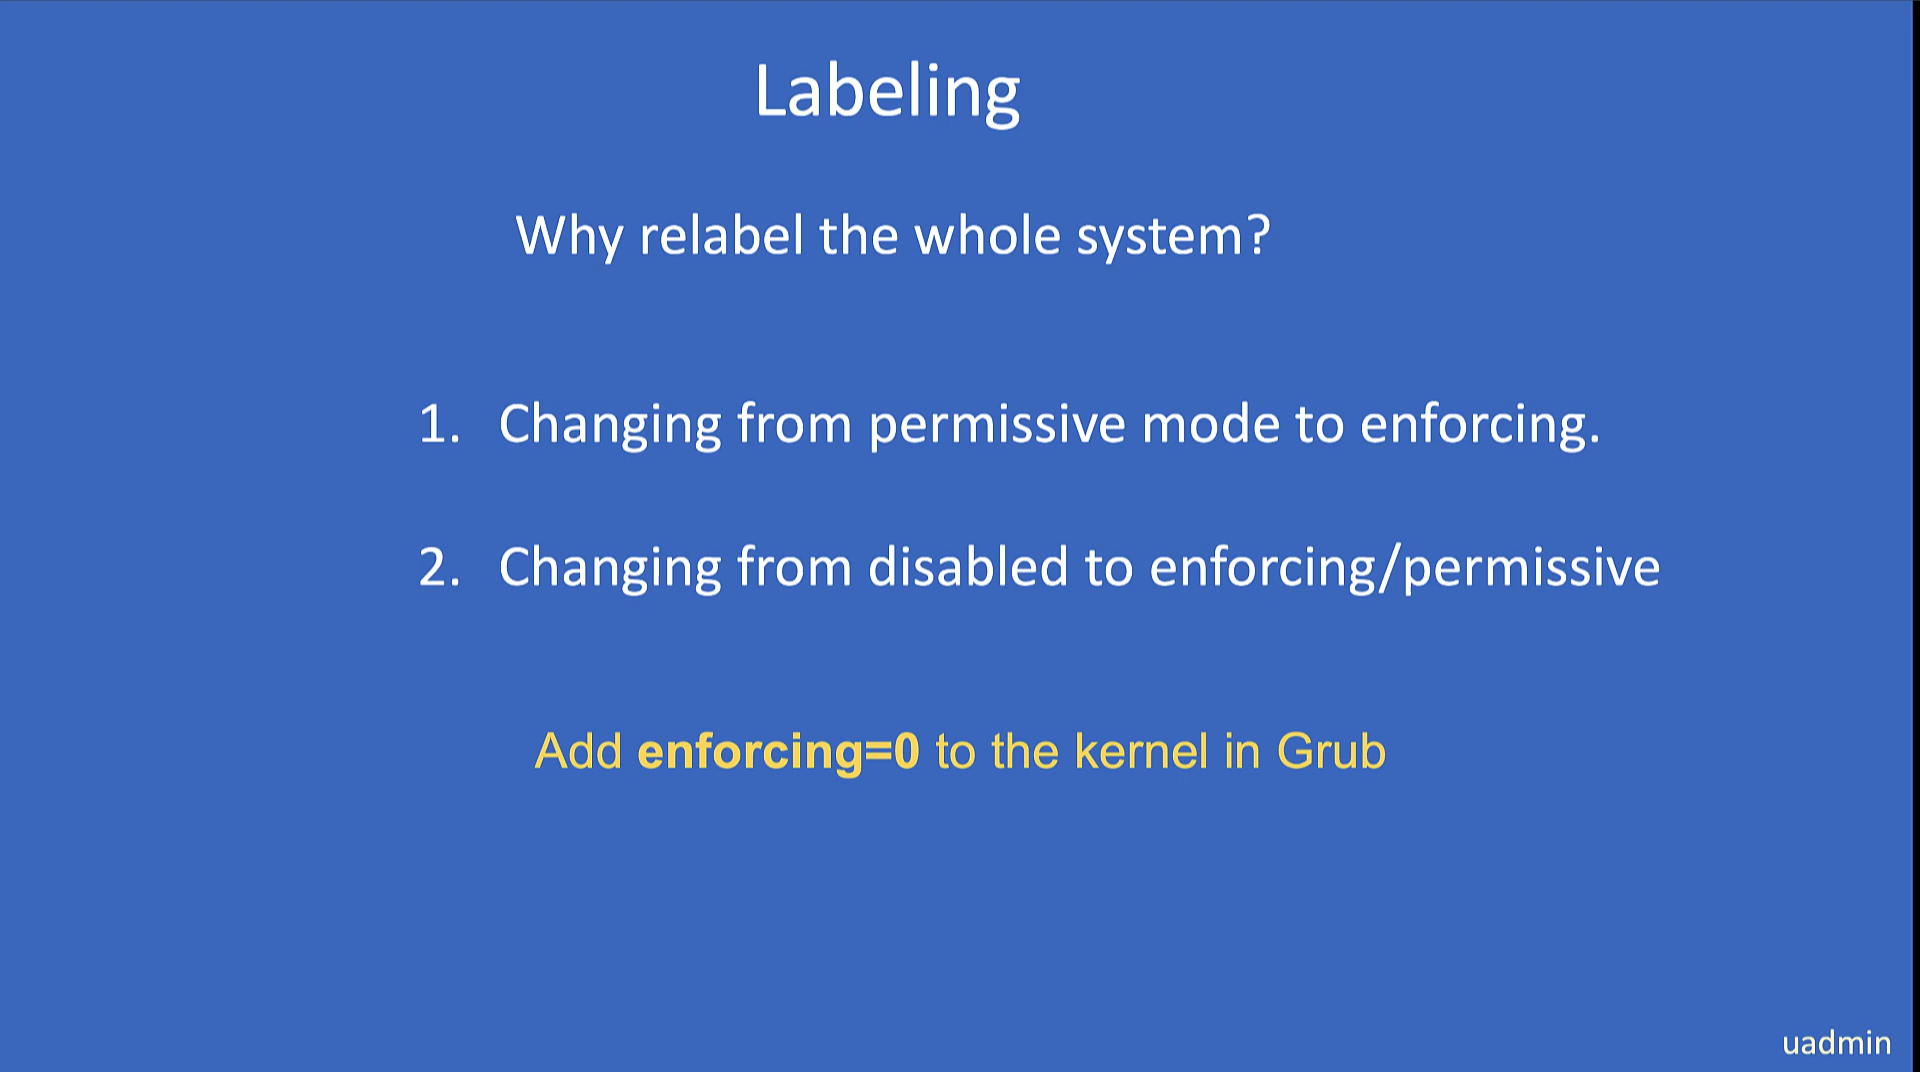 Labeling
Why relabel the whole system?
1. Changing from permissive mode to enforcing.
2. Changing from disabled to enforcing/permissive
Add enforcing=0 to the kernel in Grub
uadmin